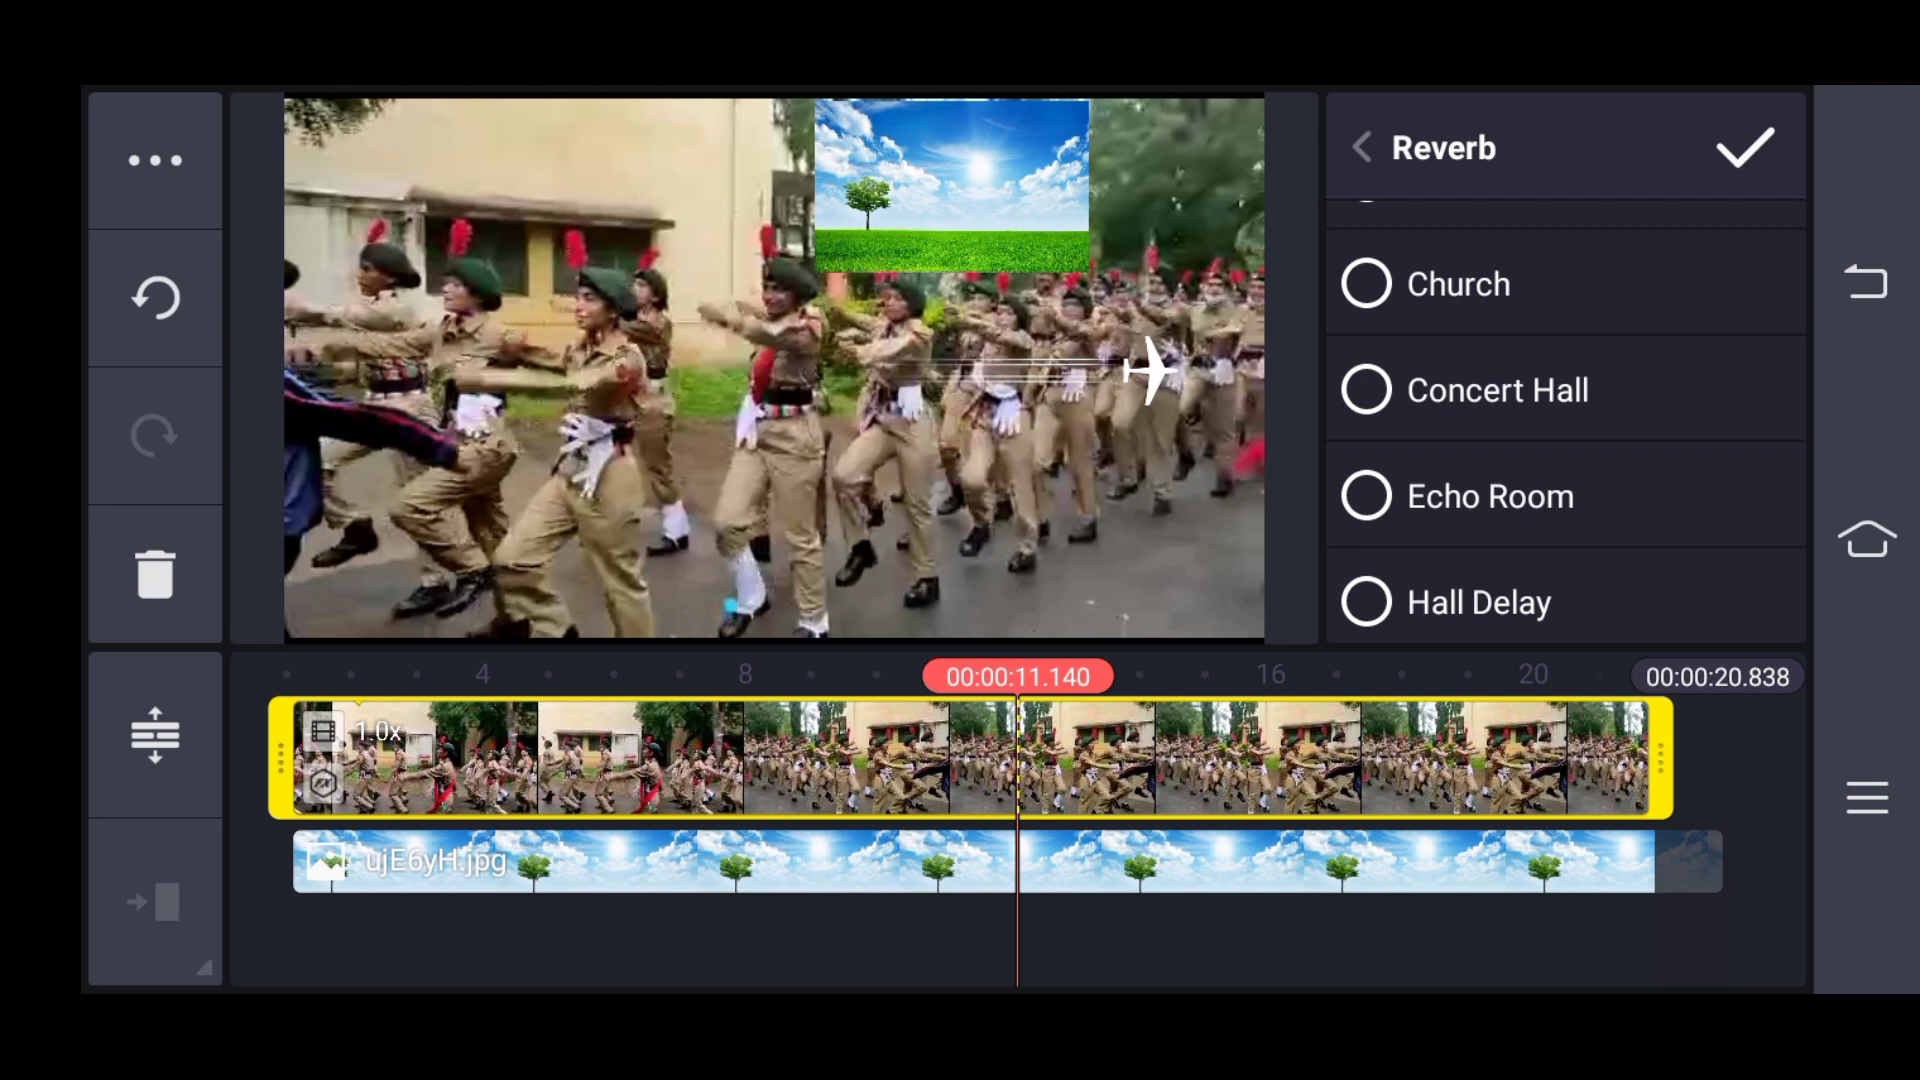 Reverb
Church
Concert Hall
Echo Room
Hall Delay
4
8
00:00:11.140
16
20
00:00:20.838
1.0x
ujE6yH.jpg